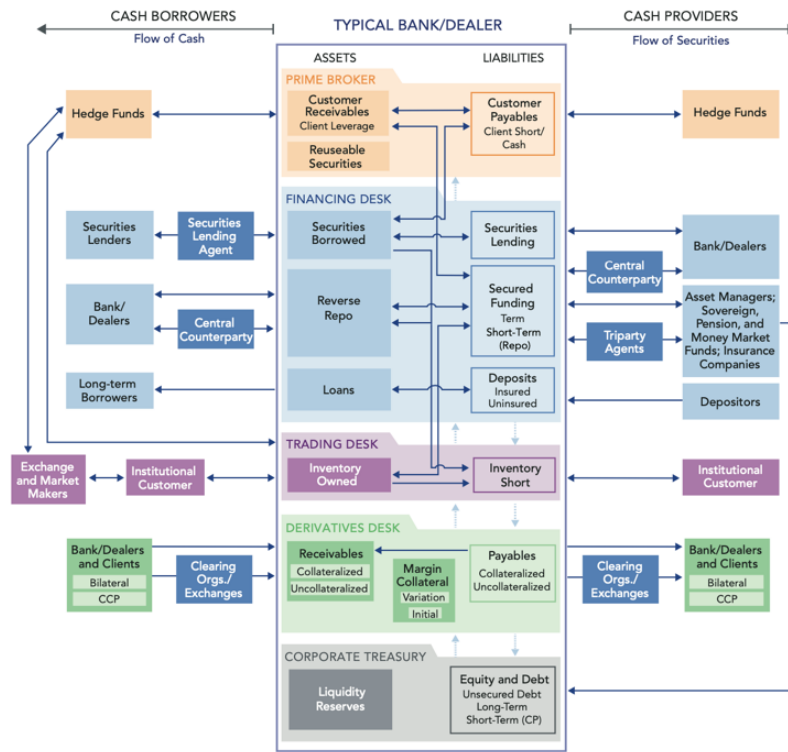 CASH BORROWERS
Flow of Cash
TYPICAL BANK/DEALER
CASH PROVIDERS
Flow of Securities
ASSETS
LIABILITIES
PRIME BROKER
Hedge Funds
Customer
Receivables
Client Leverage
Reuseable
Securities
Customer
Payables
Client Short/
Cash
Hedge Funds
FINANCING DESK
Securities
Lenders
Securities
Lending
Agent
Securities
Borrowed
Securities
Lending
Bank/Dealers
Bank/
Dealers
Central
Counterparty
Reverse
Repo
Secured
Funding
Term
Short-Term
(Repo)
Central
Counterparty
Triparty
Agents
Asset Managers;
Sovereign,
Pension, and
Money Market
Funds; Insurance
Companies
Long-term
Borrowers
Loans
Deposits
Insured
Uninsured
Depositors
TRADING DESK
Exchange
and Market
Makers
Institutional
Customer
Inventory
Owned
Inventory
Short
Institutional
Customer
DERIVATIVES DESK
Bank/Dealers
and Clients
Bilateral
CCP
Clearing
Orgs./
Exchanges
Receivables
Collateralized
Uncollateralized
Margin
Collateral
Variation
Initial
Payables
Collateralized
Uncollateralized
Clearing
Orgs./
Exchanges
Bank/Dealers
and Clients
Bilateral
CCP
CORPORATE TREASURY
Liquidity
Reserves
Equity and Debt
Unsecured Debt
Long-Term
Short-Term (CP)